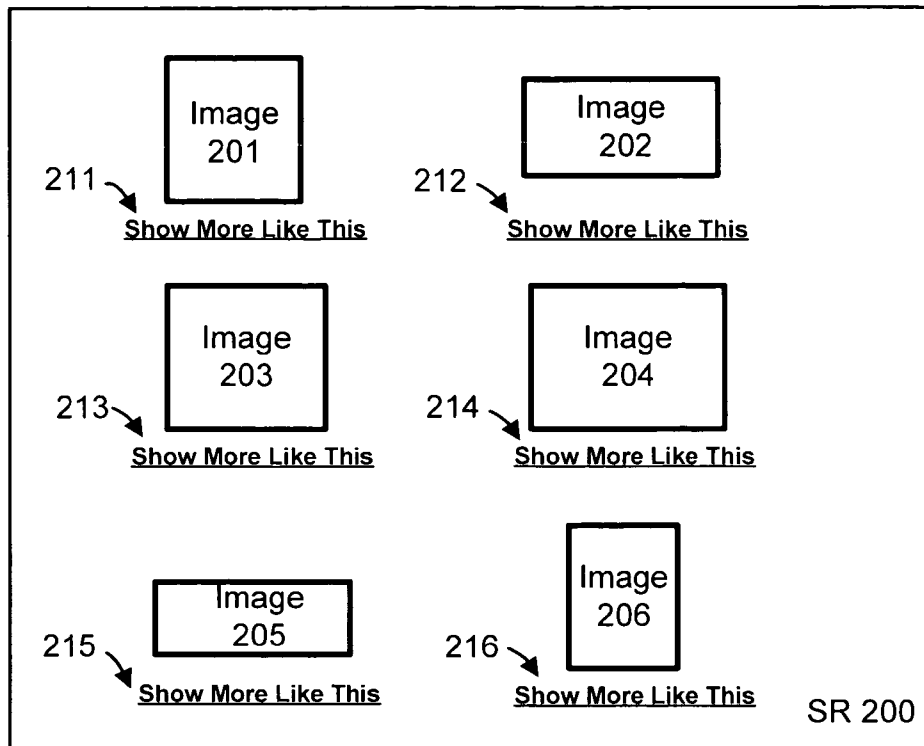 Image
201
Image
202
211
212
Show More Like This
Show More Like This
Image
203
Image
204
213
214
Show More Like This
Show More Like This
Image
205
Image
206
215
216
Show More Like This
Show More Like This
SR 200